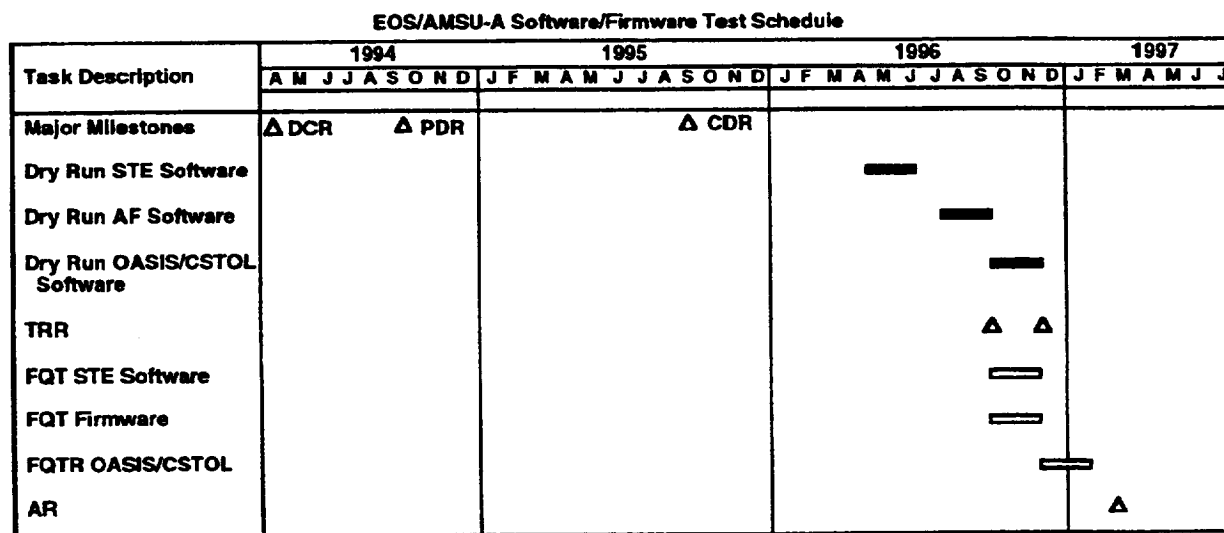 EOS/AMSU-A Software/Firmware Test Schedule
1994 1995 1996 1997
Task Description A M J J A S O N D J F M A M J J A S O N D J F M A M J J A S O N D J F M A M J J
Major Milestones Δ DCR Δ PDR Δ CDR
Dry Run STE Software
Dry Run AF Software
Dry Run OASIS/CSTOL
Software
TRR Δ Δ
FQT STE Software
FQT Firmware
FQTR OASIS/CSTOL
AR Δ